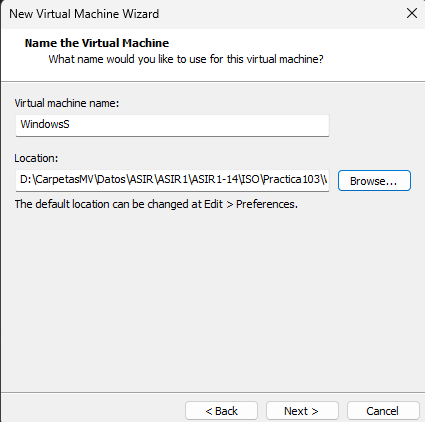 New Virtual Machine Wizard
Name the Virtual Machine
What name would you like to use for this virtual machine?
Virtual machine name:
WindowsS
Location:
D:\CarpetasMV\Datos\ASIR\ASIR1\ASIR1-14\ISO\Practica103\
Browse...
The default location can be changed at Edit > Preferences.
< Back
Next >
Cancel